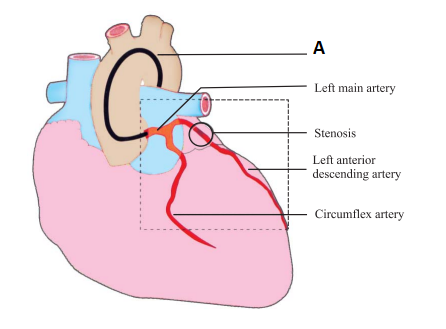 A
Left main artery
Stenosis
Left anterior
descending artery
Circumflex artery